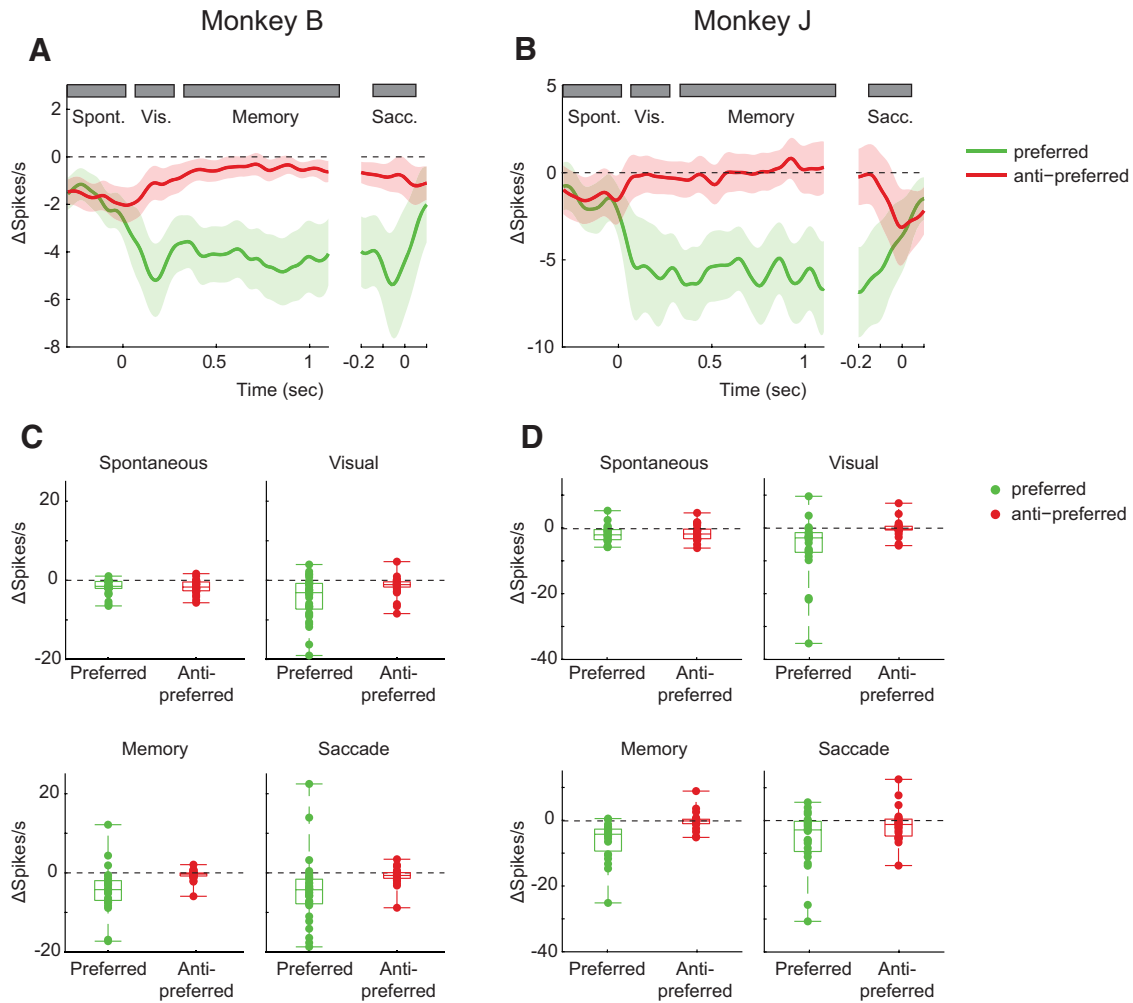 Monkey B
Monkey J
A
B
Spont.
Vis.
Memory
Sacc.
2
0
-2
-4
-6
-8
ΔSpikes/s
0
0.5
1
-0.2
0
Time (sec)
Spont.
Vis.
Memory
Sacc.
5
0
-5
-10
ΔSpikes/s
0
0.5
1
-0.2
0
Time (sec)
preferred
anti-preferred
C
D
Spontaneous
Visual
20
0
-20
ΔSpikes/s
Preferred
Anti-
preferred
Preferred
Anti-
preferred
Spontaneous
Visual
0
-20
-40
ΔSpikes/s
Preferred
Anti-
preferred
Preferred
Anti-
preferred
preferred
anti-preferred
Memory
Saccade
20
0
-20
ΔSpikes/s
Preferred
Anti-
preferred
Preferred
Anti-
preferred
Memory
Saccade
0
-20
-40
ΔSpikes/s
Preferred
Anti-
preferred
Preferred
Anti-
preferred